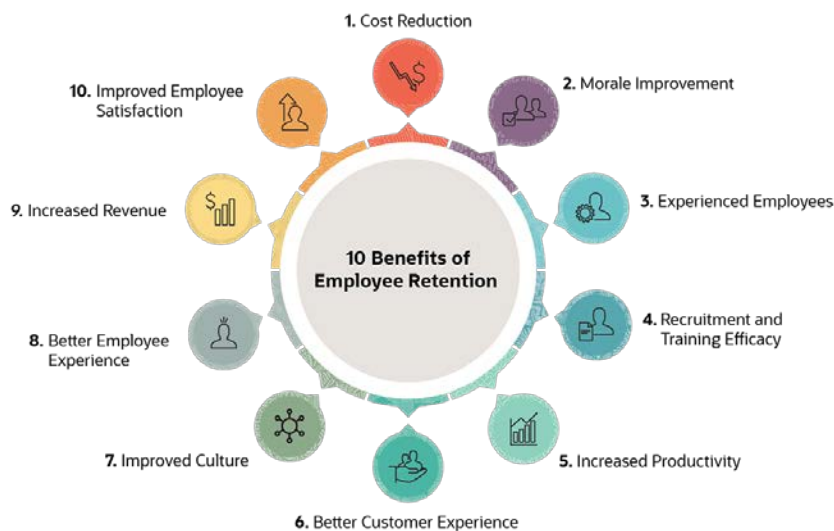 1. Cost Reduction
2. Morale Improvement
3. Experienced Employees
4. Recruitment and
Training Efficacy
5. Increased Productivity
6. Better Customer Experience
7. Improved Culture
8. Better Employee
Experience
9. Increased Revenue
10. Improved Employee
Satisfaction
10 Benefits of
Employee Retention
$
$